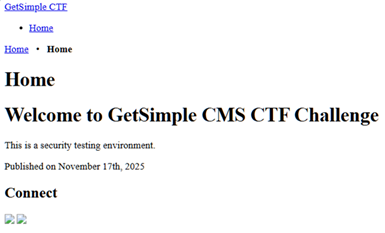 GetSimple CTF
• Home
Home • Home
Home
Welcome to GetSimple CMS CTF Challenge
This is a security testing environment.
Published on November 17th, 2025
Connect